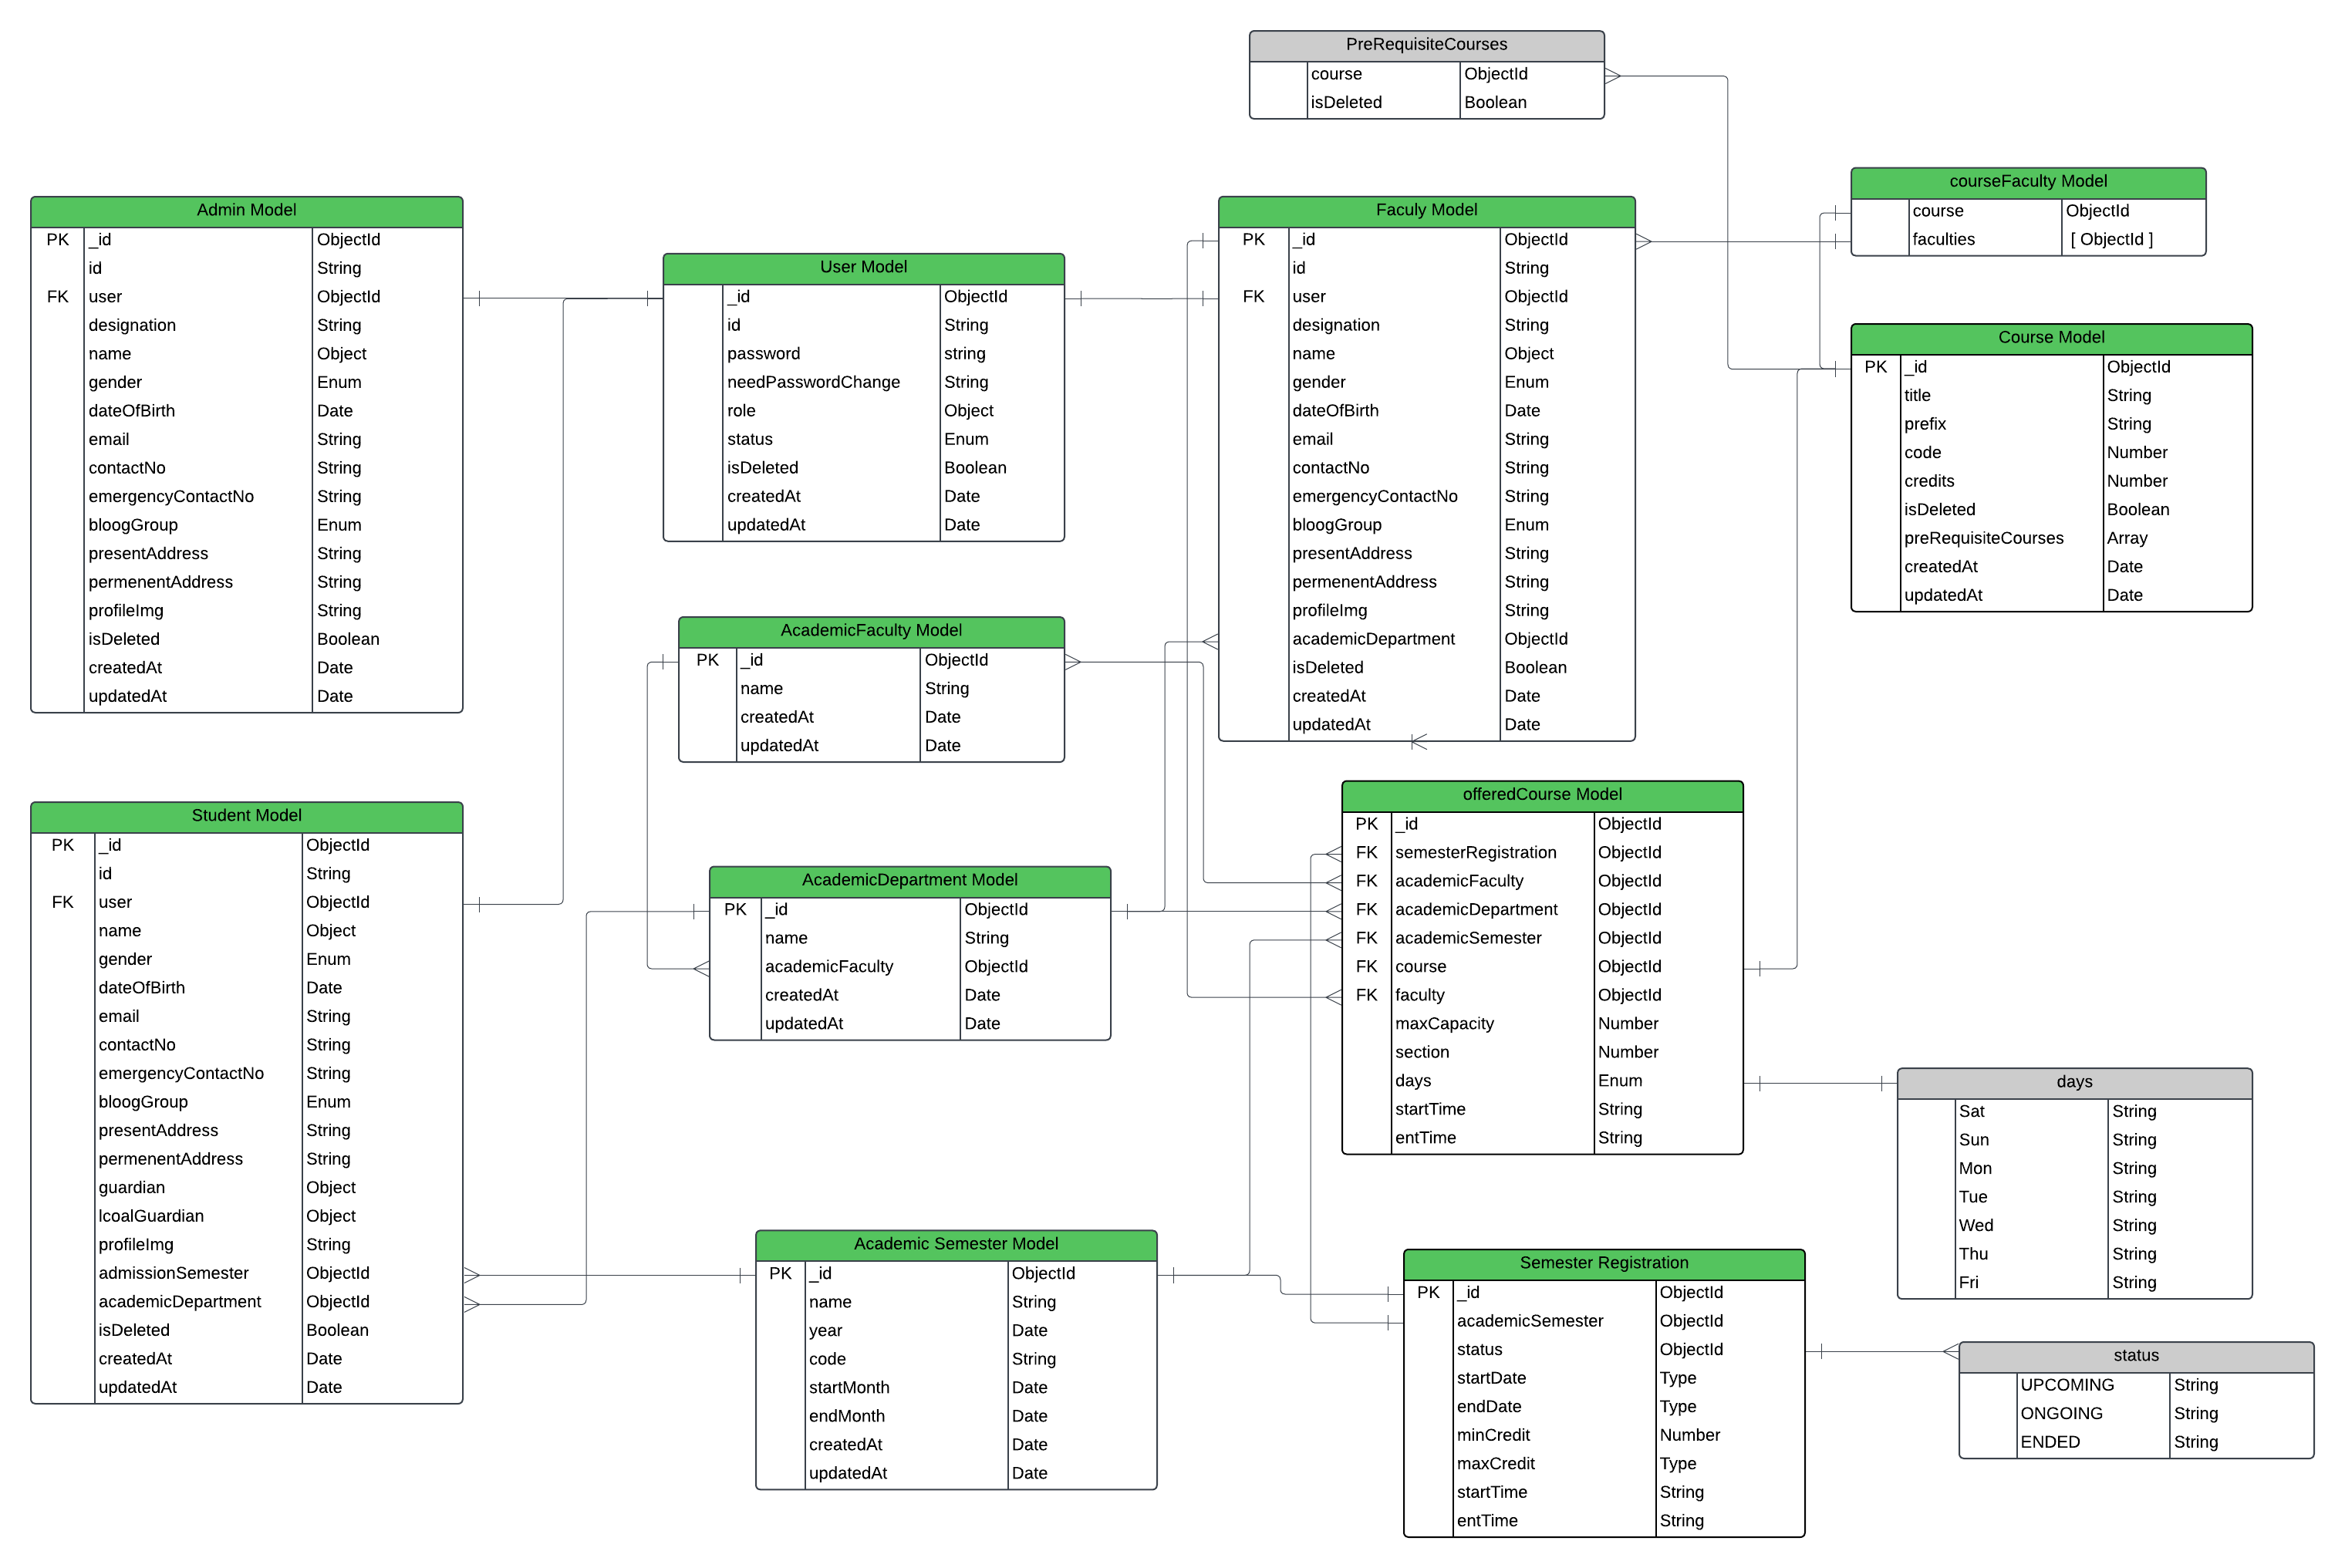 PreRequisiteCourses
course ObjectId
isDeleted Boolean
courseFaculty Model
course ObjectId
faculties [ ObjectId ]
Admin Model
PK _id ObjectId
id String
FK user ObjectId
designation String
name Object
gender Enum
dateOfBirth Date
email String
contactNo String
emergencyContactNo String
bloogGroup Enum
presentAddress String
permenentAddress String
profileImg String
isDeleted Boolean
createdAt Date
updatedAt Date
User Model
_id ObjectId
id String
password string
needPasswordChange String
role Object
status Enum
isDeleted Boolean
createdAt Date
updatedAt Date
Faculy Model
PK _id ObjectId
id String
FK user ObjectId
designation String
name Object
gender Enum
dateOfBirth Date
email String
contactNo String
emergencyContactNo String
bloogGroup Enum
presentAddress String
permenentAddress String
profileImg String
academicDepartment ObjectId
isDeleted Boolean
createdAt Date
updatedAt Date
Course Model
PK _id ObjectId
title String
prefix String
code Number
credits Number
isDeleted Boolean
preRequisiteCourses Array
createdAt Date
updatedAt Date
AcademicFaculty Model
PK _id ObjectId
name String
createdAt Date
updatedAt Date
Student Model
PK _id ObjectId
id String
FK user ObjectId
name Object
gender Enum
dateOfBirth Date
email String
contactNo String
emergencyContactNo String
bloogGroup Enum
presentAddress String
permenentAddress String
guardian Object
lcoalGuardian Object
profileImg String
admissionSemester ObjectId
academicDepartment ObjectId
isDeleted Boolean
createdAt Date
updatedAt Date
AcademicDepartment Model
PK _id ObjectId
name String
academicFaculty ObjectId
createdAt Date
updatedAt Date
offeredCourse Model
PK _id ObjectId
FK semesterRegistration ObjectId
FK academicFaculty ObjectId
FK academicDepartment ObjectId
FK academicSemester ObjectId
FK course ObjectId
FK faculty ObjectId
maxCapacity Number
section Number
days Enum
startTime String
entTime String
days
Sat String
Sun String
Mon String
Tue String
Wed String
Thu String
Fri String
Academic Semester Model
PK _id ObjectId
name String
year Date
code String
startMonth Date
endMonth Date
createdAt Date
updatedAt Date
Semester Registration
PK _id ObjectId
academicSemester ObjectId
status ObjectId
startDate Type
endDate Type
minCredit Number
maxCredit Type
startTime String
entTime String
status
UPCOMING String
ONGOING String
ENDED String